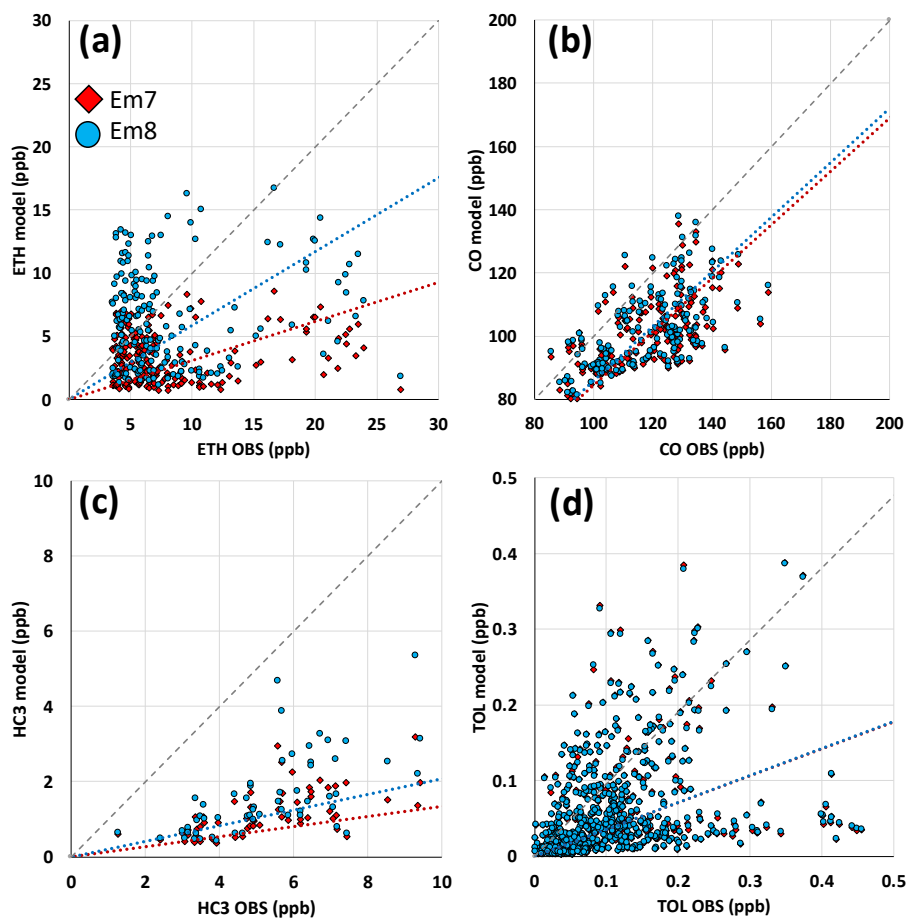 (a)
Em7
Em8
30
25
20
15
10
5
0
0 5 10 15 20 25 30
ETH model (ppb)
ETH OBS (ppb)
(b)
200
180
160
140
120
100
80
80 100 120 140 160 180 200
CO model (ppb)
CO OBS (ppb)
(c)
10
8
6
4
2
0
0 2 4 6 8 10
HC3 model (ppb)
HC3 OBS (ppb)
(d)
0.5
0.4
0.3
0.2
0.1
0
0 0.1 0.2 0.3 0.4 0.5
TOL model (ppb)
TOL OBS (ppb)